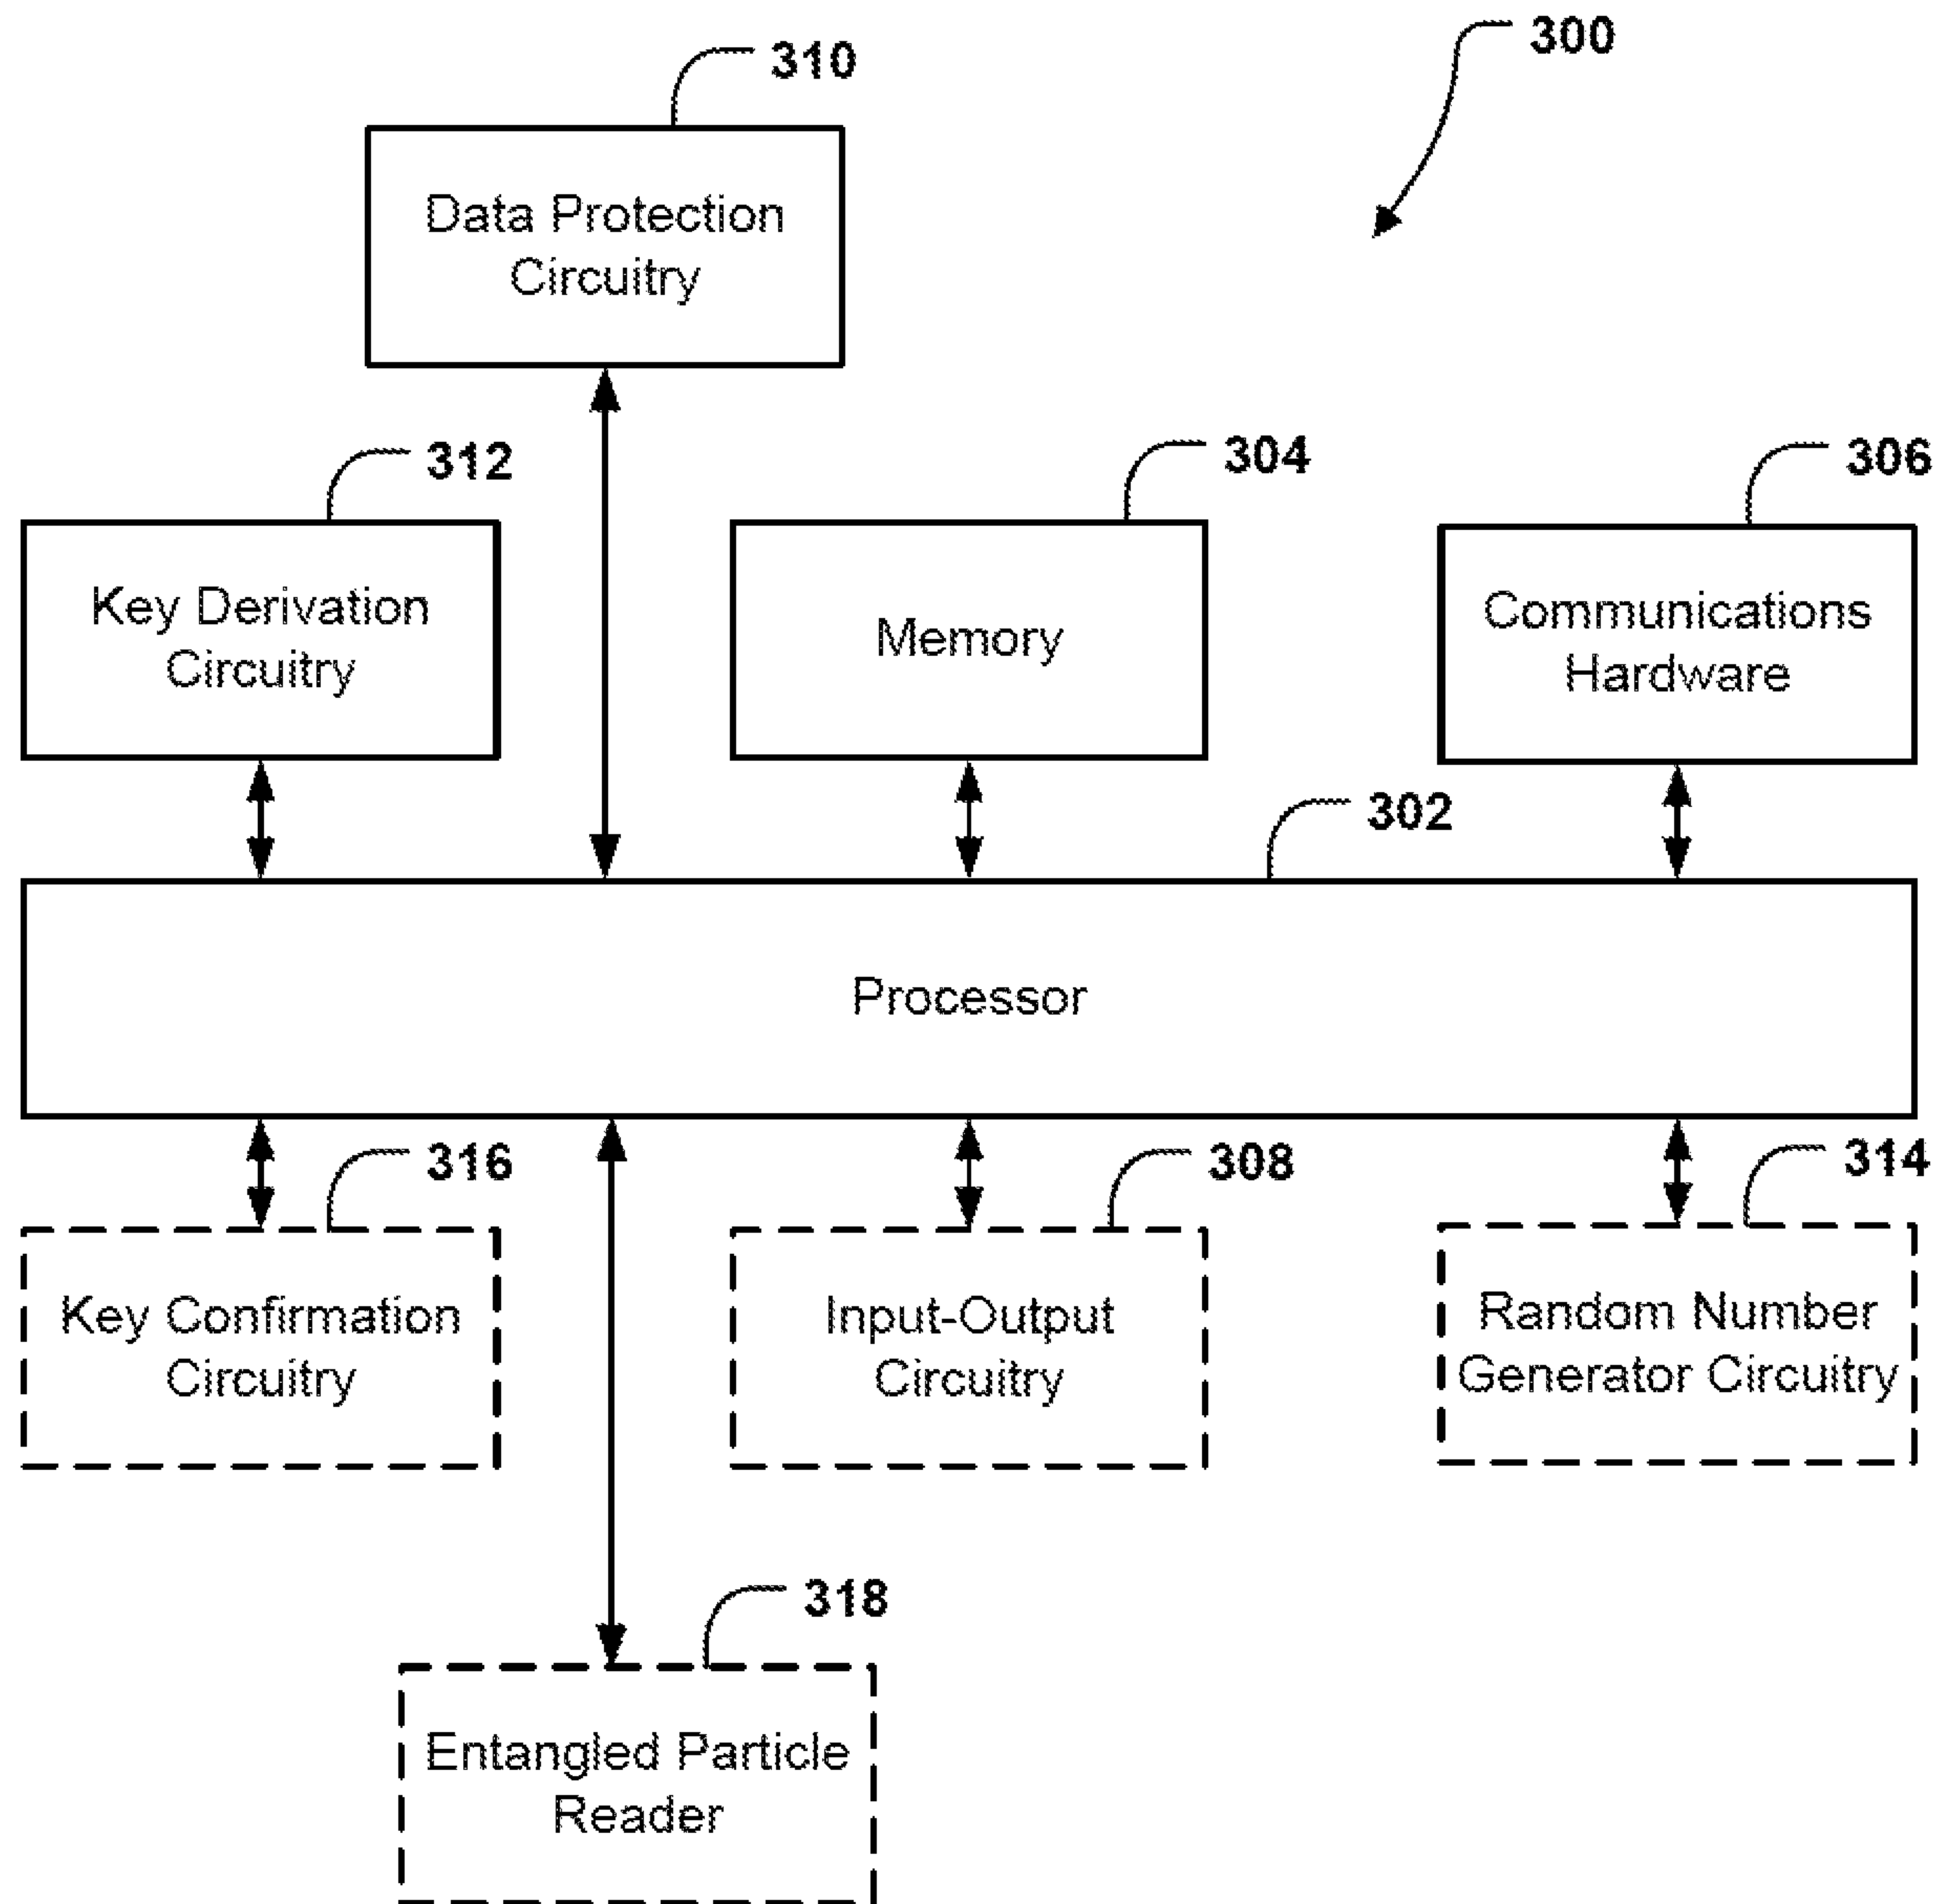 300
310
Data Protection
Circuitry
312
304
306
Key Derivation
Circuitry
Memory
Communications
Hardware
302
Processor
316
308
314
Key Confirmation
Circuitry
Input-Output
Circuitry
Random Number
Generator Circuitry
318
Entangled Particle
Reader